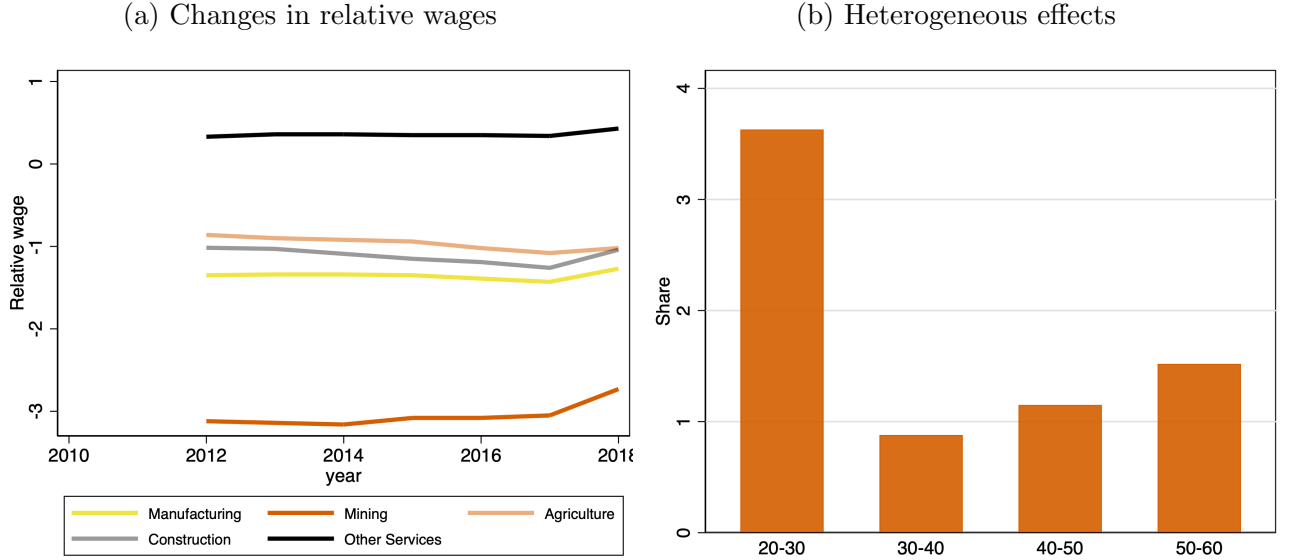 (a) Changes in relative wages
(b) Heterogeneous effects
Relative wage
1
0
-1
-2
-3
2010 2012 2014 2016 2018
year
Manufacturing Mining Agriculture
Construction Other Services
Share
4
3
2
1
0
20-30 30-40 40-50 50-60